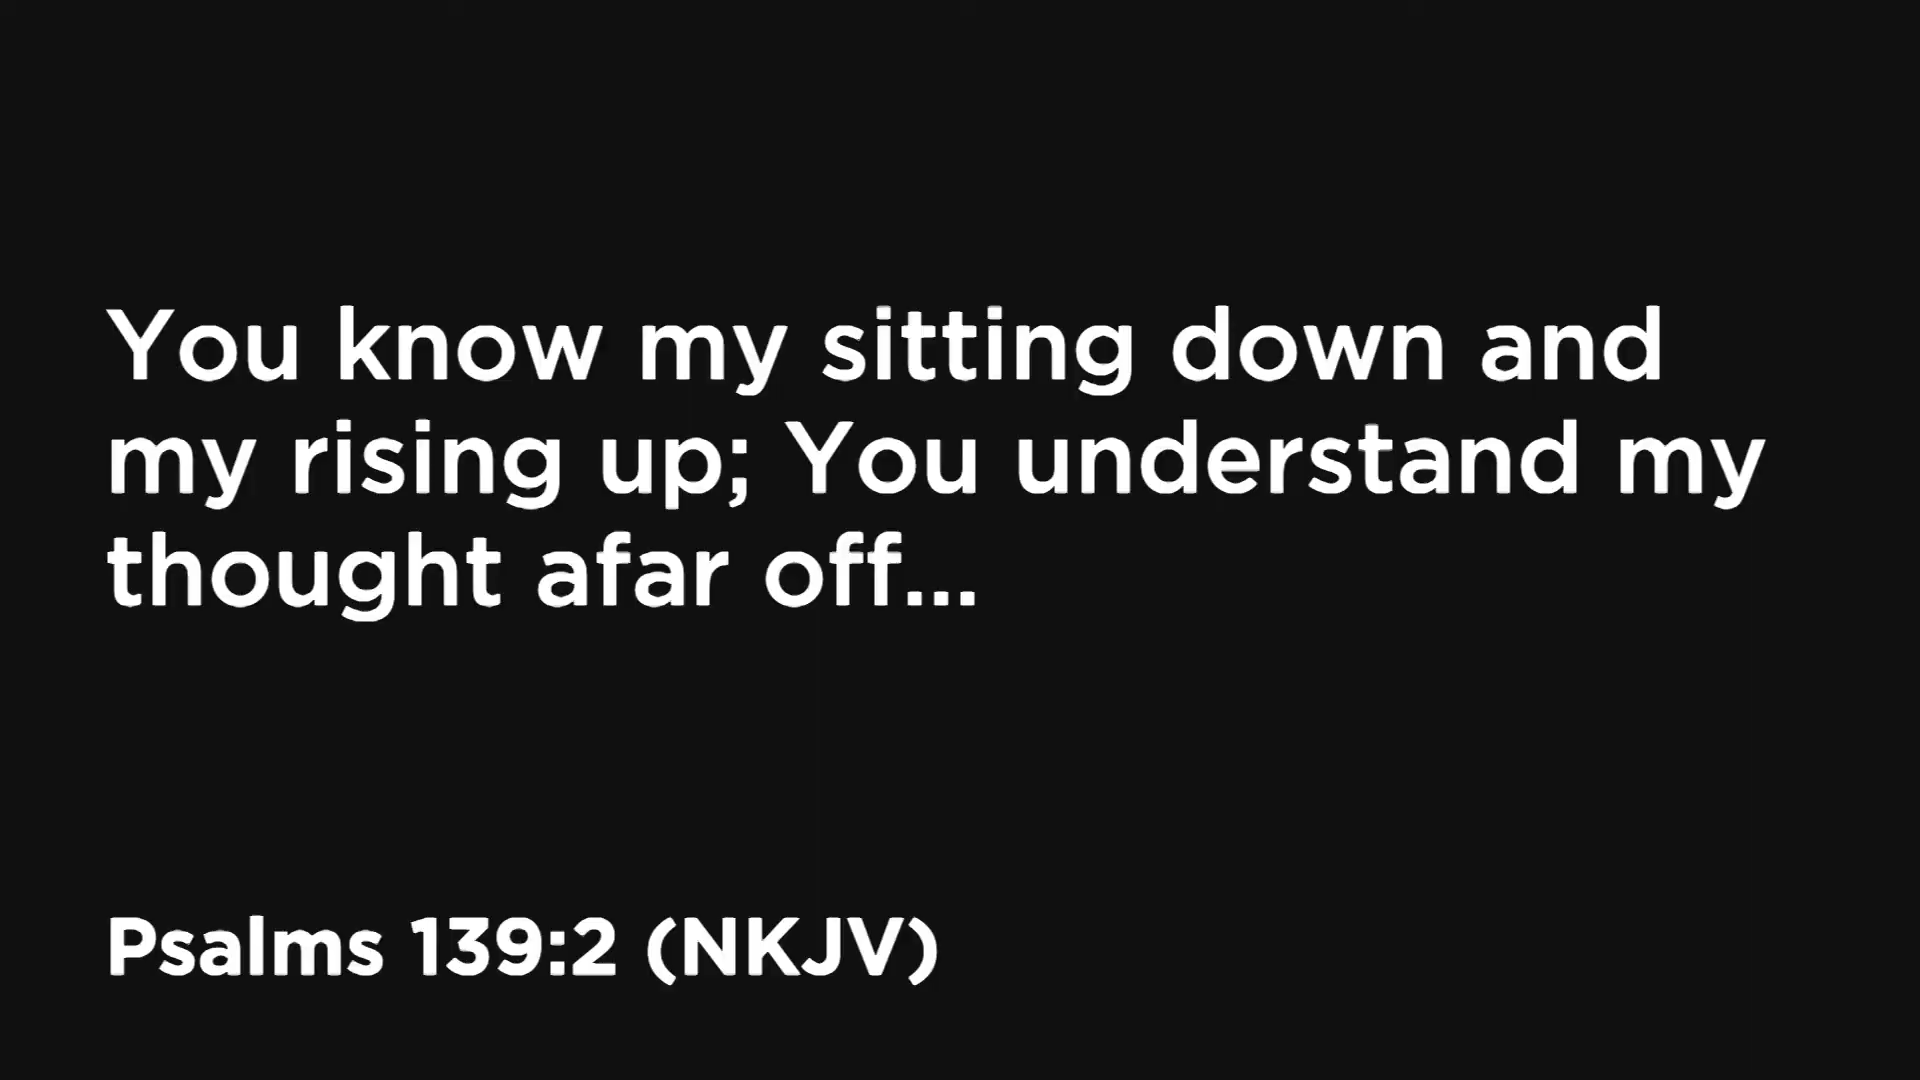 You know my sitting down and
my rising up; You understand my
thought afar off...
Psalms 139:2 (NKJV)